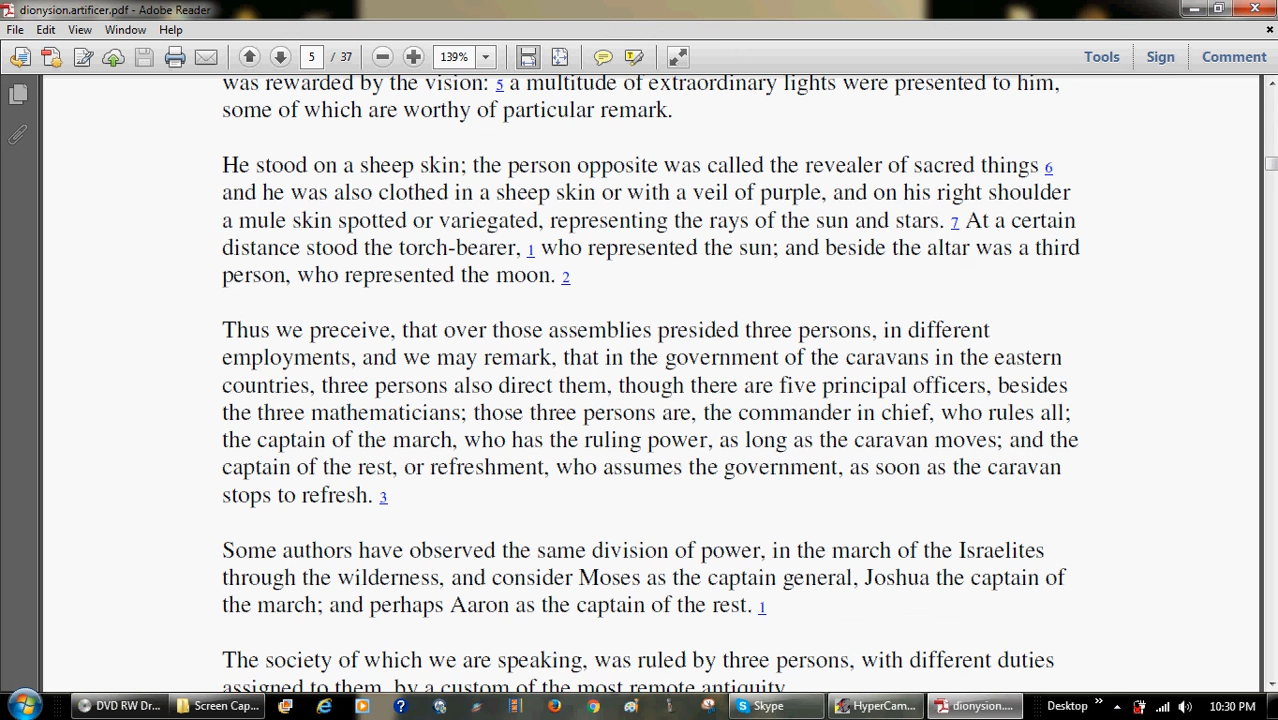 dionysion.artificer.pdf - Adobe Reader
File Edit View Window Help
5 / 37 139% Tools Sign Comment
was rewarded by the vision: 5 a multitude of extraordinary lights were presented to him,
some of which are worthy of particular remark.
He stood on a sheep skin; the person opposite was called the revealer of sacred things 6
and he was also clothed in a sheep skin or with a veil of purple, and on his right shoulder
a mule skin spotted or variegated, representing the rays of the sun and stars. 7 At a certain
distance stood the torch-bearer, 1 who represented the sun; and beside the altar was a third
person, who represented the moon. 2
Thus we preceive, that over those assemblies presided three persons, in different
employments, and we may remark, that in the government of the caravans in the eastern
countries, three persons also direct them, though there are five principal officers, besides
the three mathematicians; those three persons are, the commander in chief, who rules all;
the captain of the march, who has the ruling power, as long as the caravan moves; and the
captain of the rest, or refreshment, who assumes the government, as soon as the caravan
stops to refresh. 3
Some authors have observed the same division of power, in the march of the Israelites
through the wilderness, and consider Moses as the captain general, Joshua the captain of
the march; and perhaps Aaron as the captain of the rest. 1
The society of which we are speaking, was ruled by three persons, with different duties
assigned to them, by a custom of the most remote antiquity.
DVD RW Dr... Screen Cap... Skype HyperCam... dionysion.... Desktop » 10:30 PM